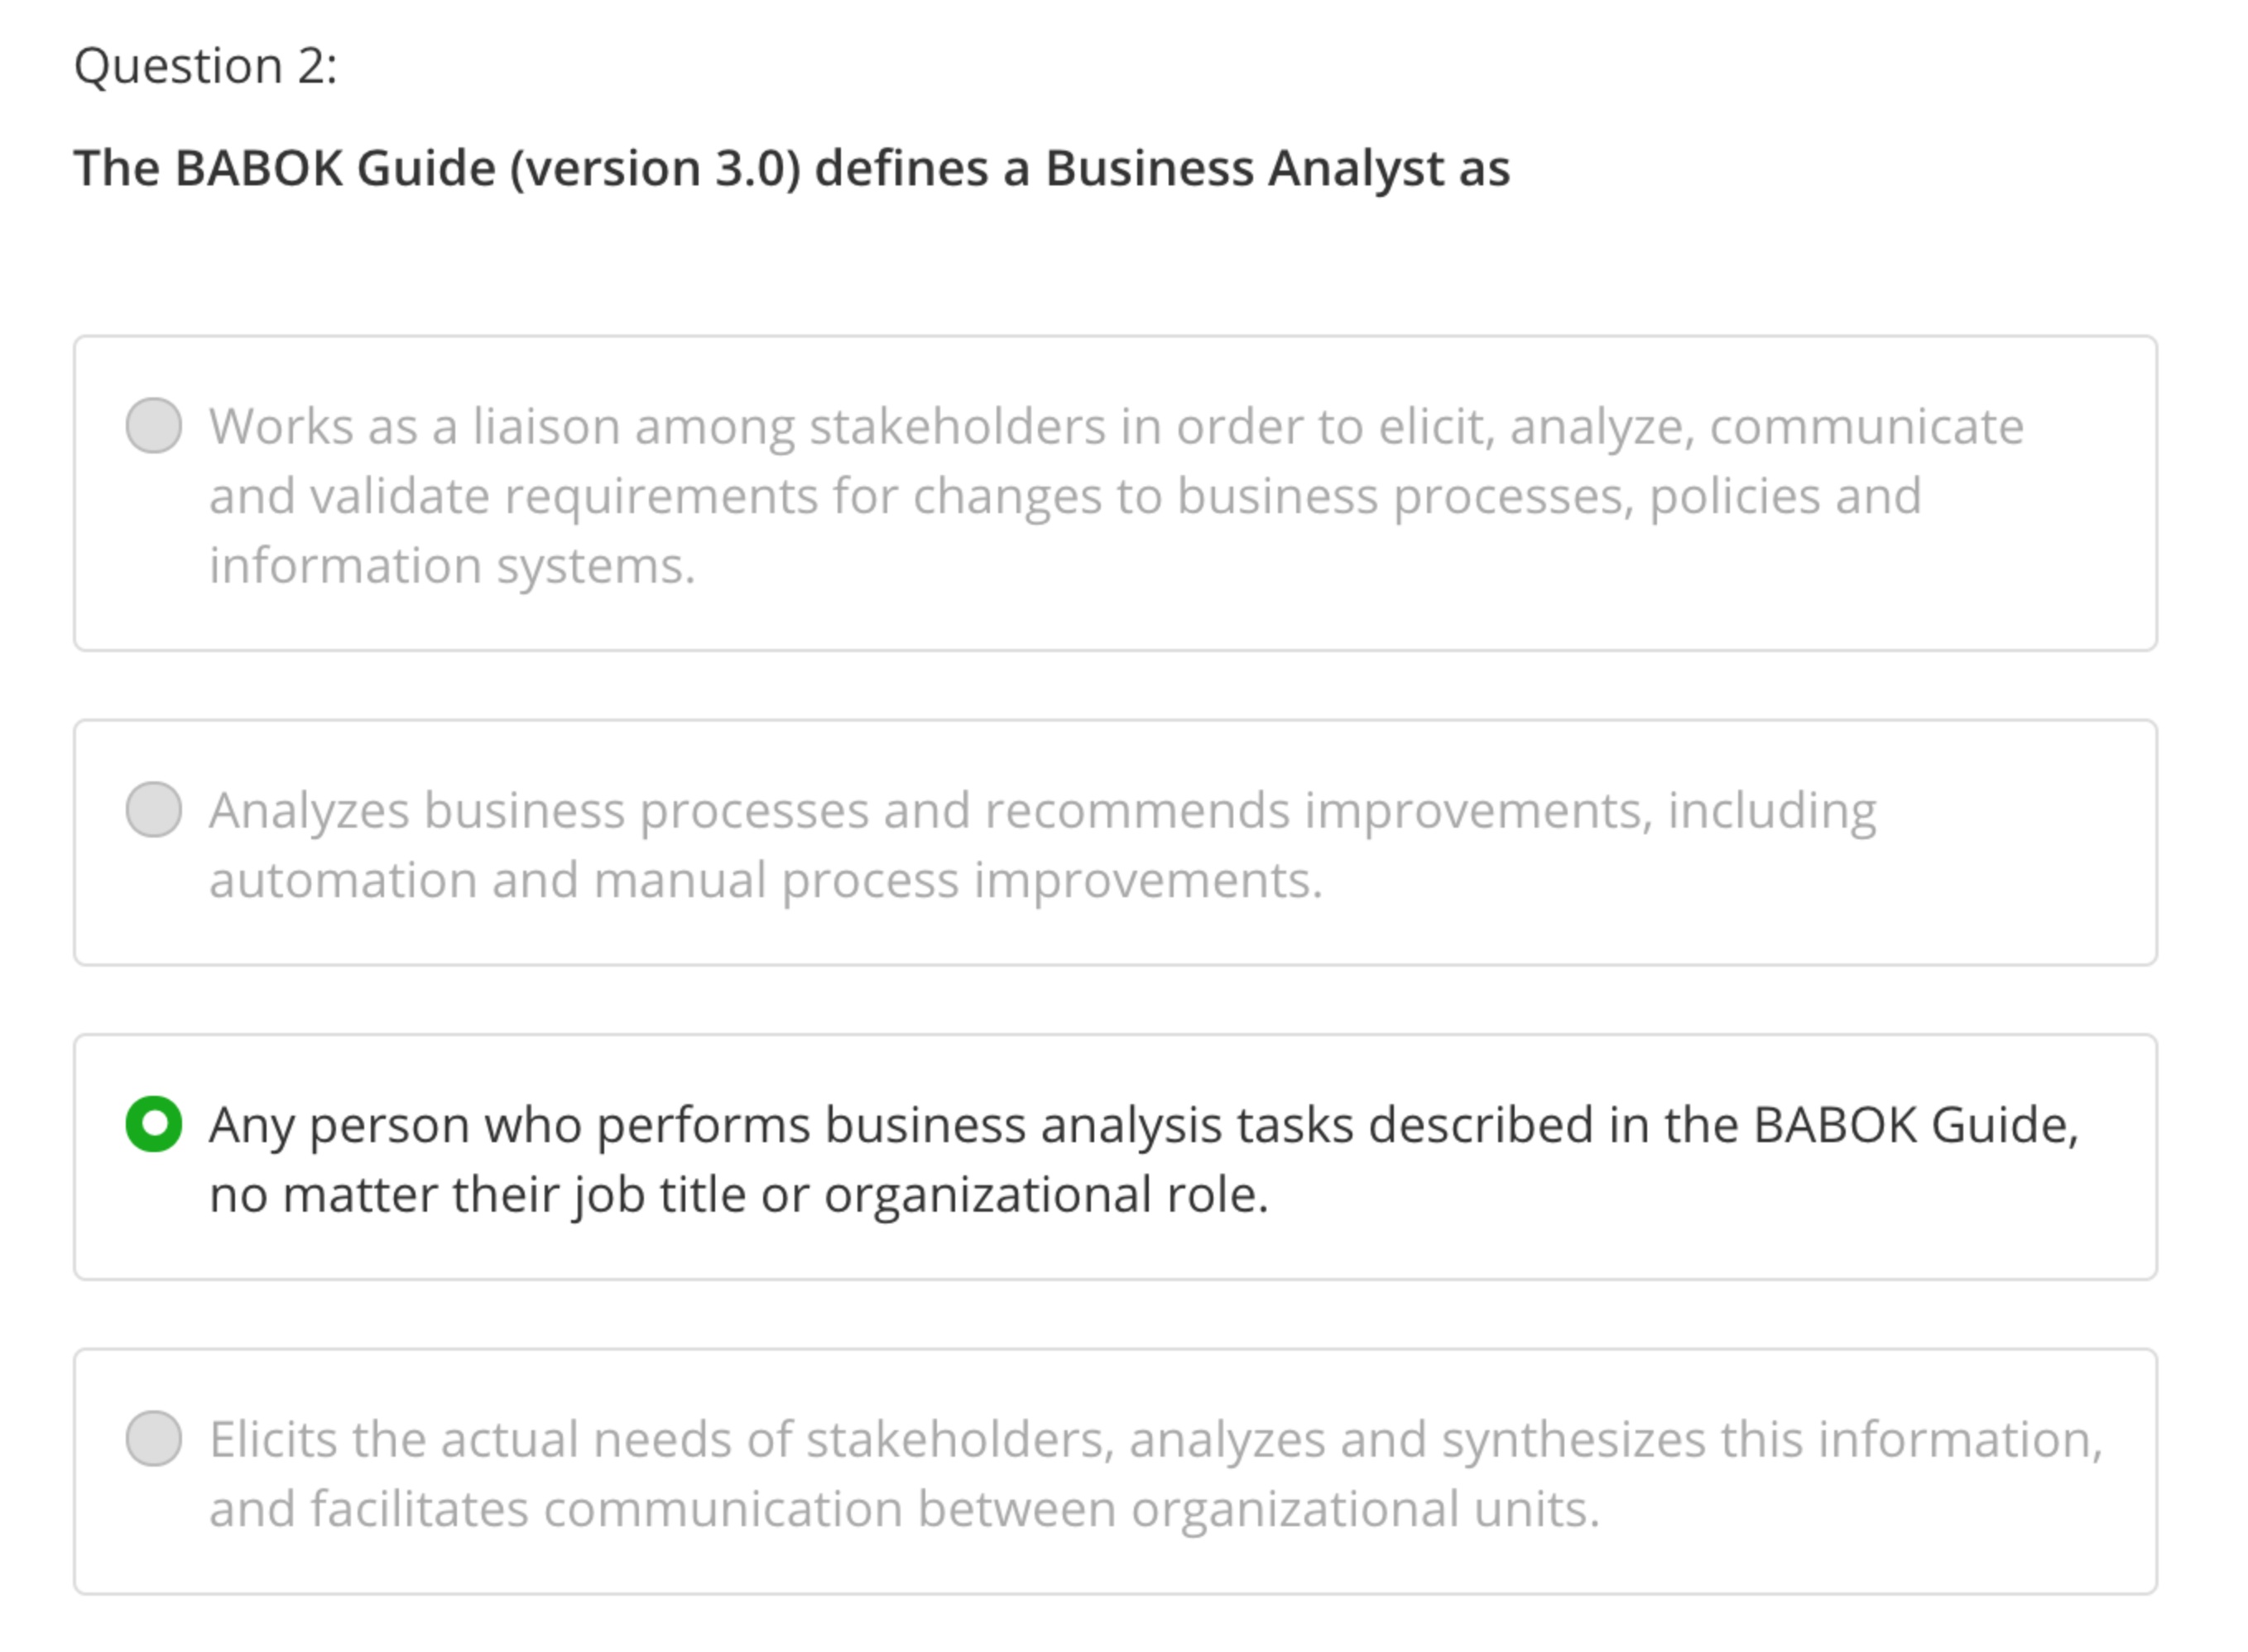 Question 2:
The BABOK Guide (version 3.0) defines a Business Analyst as
Works as a liaison among stakeholders in order to elicit, analyze, communicate
and validate requirements for changes to business processes, policies and
information systems.
Analyzes business processes and recommends improvements, including
automation and manual process improvements.
Any person who performs business analysis tasks described in the BABOK Guide,
no matter their job title or organizational role.
Elicits the actual needs of stakeholders, analyzes and synthesizes this information,
and facilitates communication between organizational units.